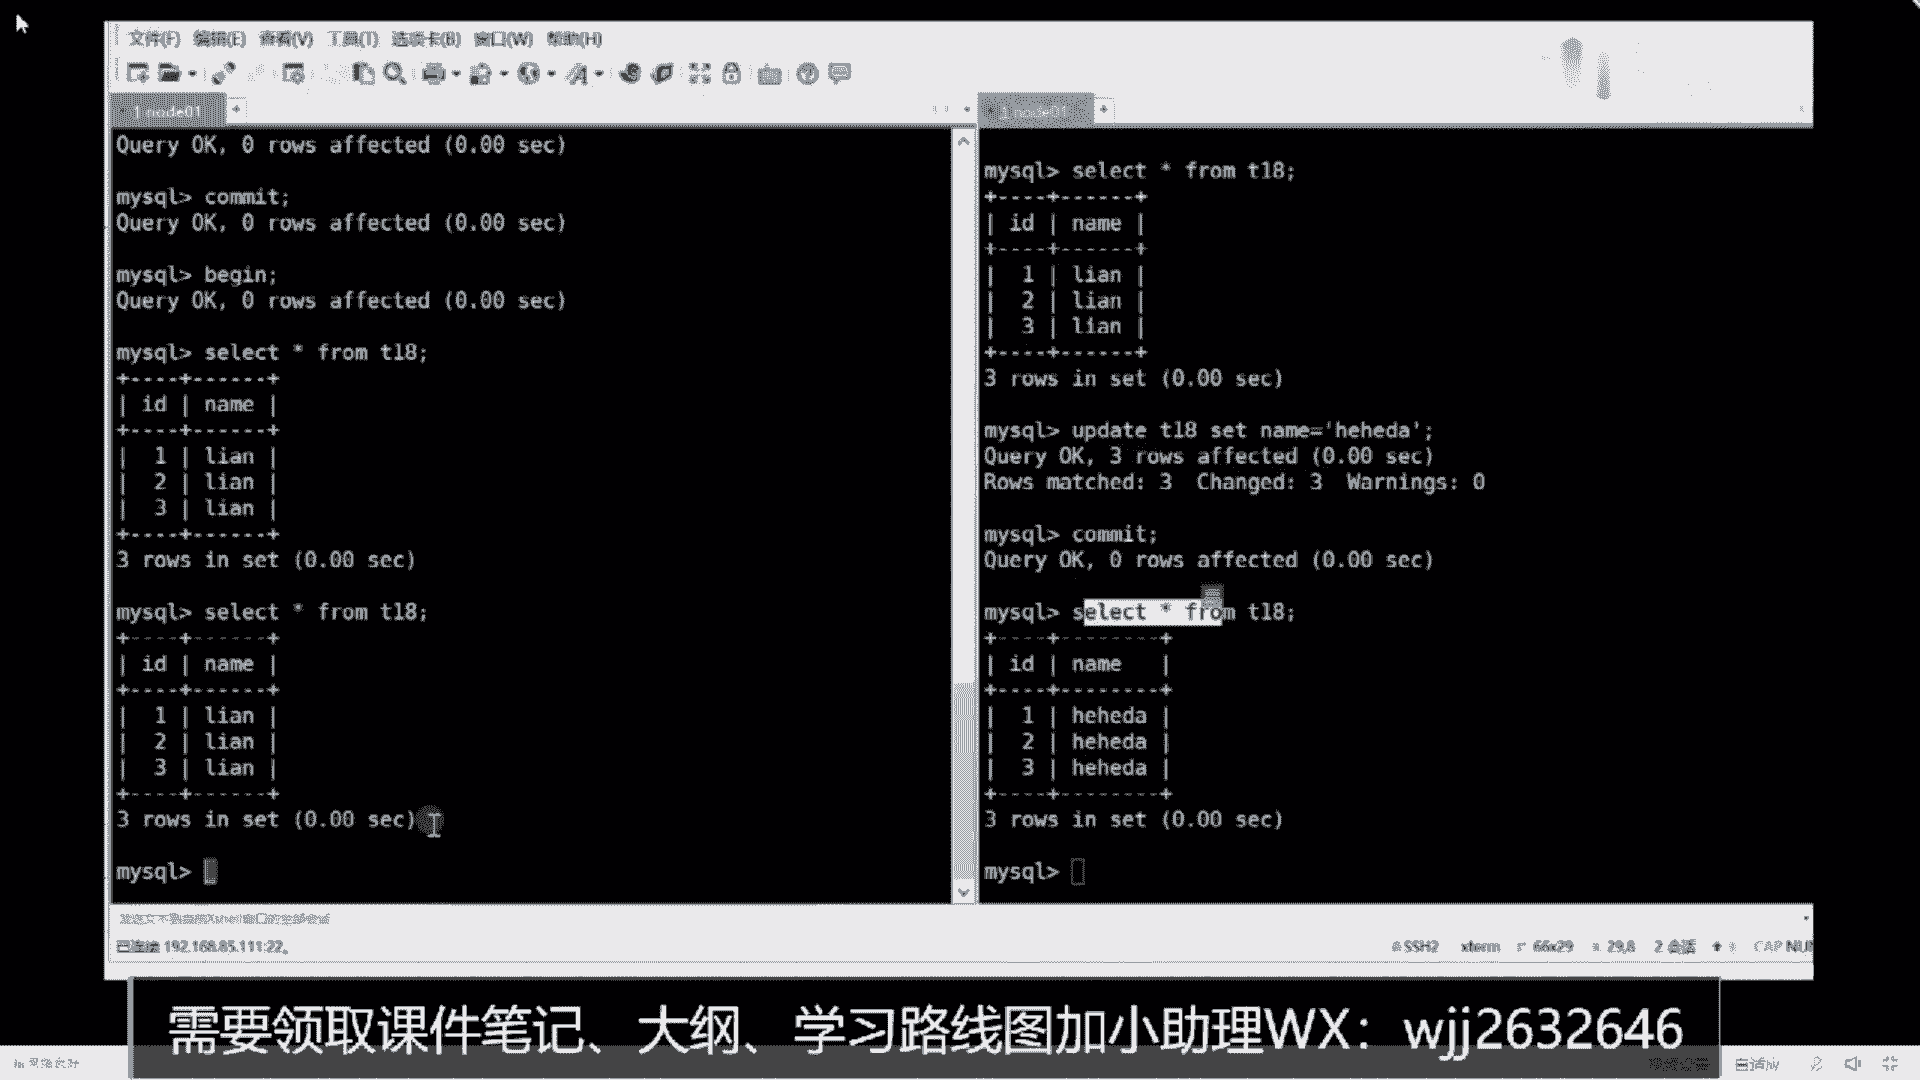 文件(F) 编辑(E) 查看(V) 工具(T) 选项卡(B) 窗口(W) 帮助(H)
1 node01
Query OK, 0 rows affected (0.00 sec)
mysql> commit;
Query OK, 0 rows affected (0.00 sec)
mysql> begin;
Query OK, 0 rows affected (0.00 sec)
mysql> select * from t18;
+----+------+
| id | name |
+----+------+
| 1 | lian |
| 2 | lian |
| 3 | lian |
+----+------+
3 rows in set (0.00 sec)
mysql> select * from t18;
+----+------+
| id | name |
+----+------+
| 1 | lian |
| 2 | lian |
| 3 | lian |
+----+------+
3 rows in set (0.00 sec)
mysql>
1 node01
mysql> select * from t18;
+----+------+
| id | name |
+----+------+
| 1 | lian |
| 2 | lian |
| 3 | lian |
+----+------+
3 rows in set (0.00 sec)
mysql> update t18 set name='heheda';
Query OK, 3 rows affected (0.00 sec)
Rows matched: 3 Changed: 3 Warnings: 0
mysql> commit;
Query OK, 0 rows affected (0.00 sec)
mysql> select * from t18;
+----+--------+
| id | name |
+----+--------+
| 1 | heheda |
| 2 | heheda |
| 3 | heheda |
+----+--------+
3 rows in set (0.00 sec)
mysql>
已连接 192.168.85.111:22。
SSH2 xterm 66x29 29,8 2 会话 CAP NUM
需要领取课件笔记、大纲、学习路线图加小助理WX：wjj2632646